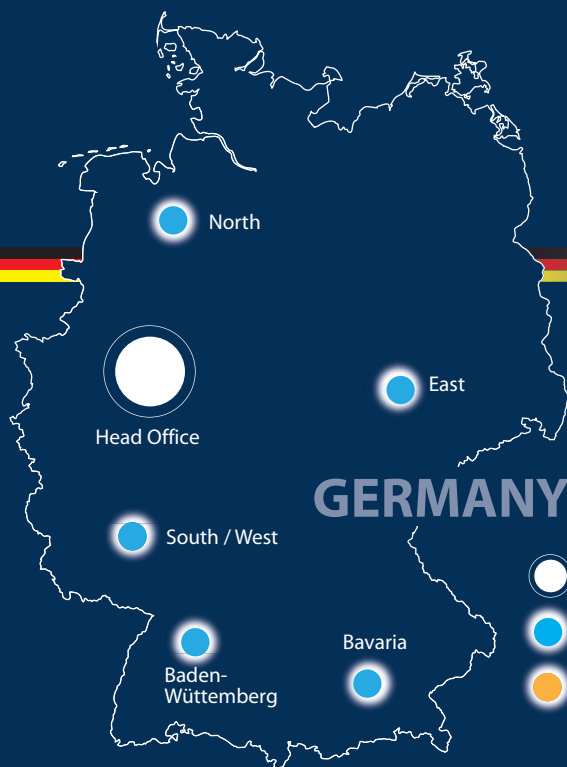 North
East
Head Office
GERMANY
South / West
Bavaria
Baden-
Wüttemberg